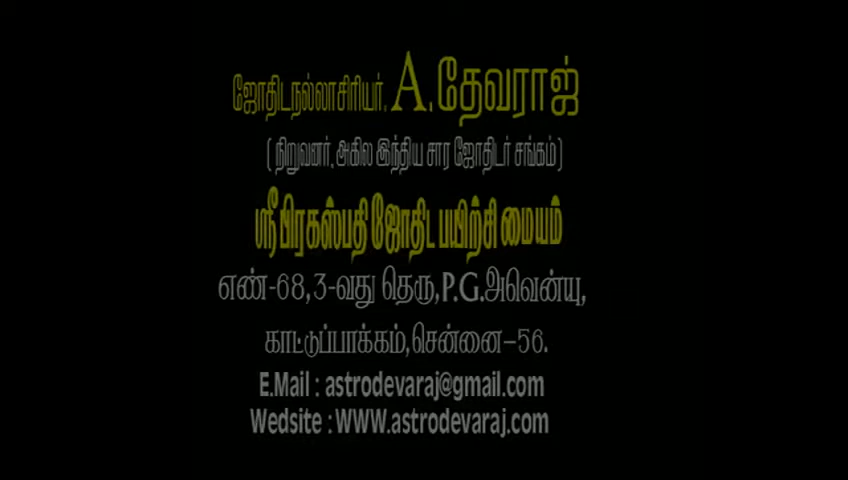 ஜோதிடநல்லாசிரியர். A.தேவராஜ்
( நிறுவனர், அகில இந்திய சார ஜோதிடர் சங்கம்)
ஸ்ரீ பிரகஸ்பதி ஜோதிட பயிற்சி மையம்
எண்-68,3-வது தெரு,P.G.அவென்யு,
காட்டுப்பாக்கம்,சென்னை–56.
E.Mail : astrodevaraj@gmail.com
Wedsite : WWW.astrodevaraj.com